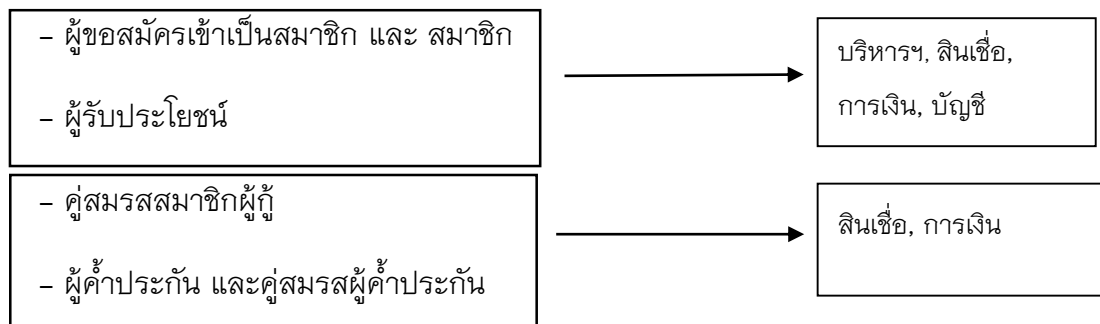 – ผู้ขอสมัครเข้าเป็นสมาชิก และ สมาชิก
– ผู้รับประโยชน์
บริหารฯ, สินเชื่อ,
การเงิน, บัญชี
– คู่สมรสสมาชิกผู้กู้
– ผู้ค้ำประกัน และคู่สมรสผู้ค้ำประกัน
สินเชื่อ, การเงิน